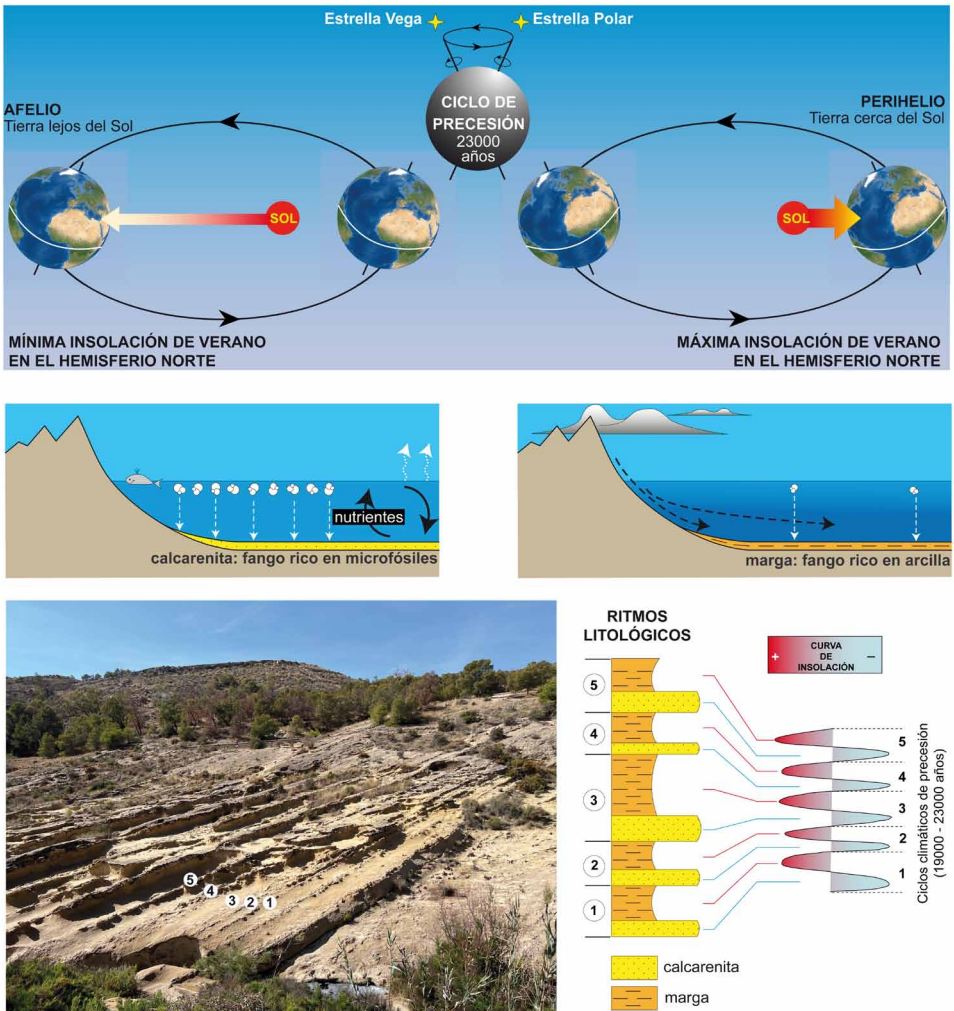 Estrella Vega
Estrella Polar
CICLO DE
PRECESIÓN
23000
años
AFELIO
Tierra lejos del Sol
PERIHELIO
Tierra cerca del Sol
SOL
SOL
MÍNIMA INSOLACIÓN DE VERANO
EN EL HEMISFERIO NORTE
MÁXIMA INSOLACIÓN DE VERANO
EN EL HEMISFERIO NORTE
nutrientes
calcarenita: fango rico en microfósiles
marga: fango rico en arcilla
5
4
3
2
1
RITMOS
LITOLÓGICOS
5
4
3
2
1
+
CURVA
DE
INSOLACIÓN
–
5
4
3
2
1
Ciclos climáticos de precesión
(19000 - 23000 años)
calcarenita
marga